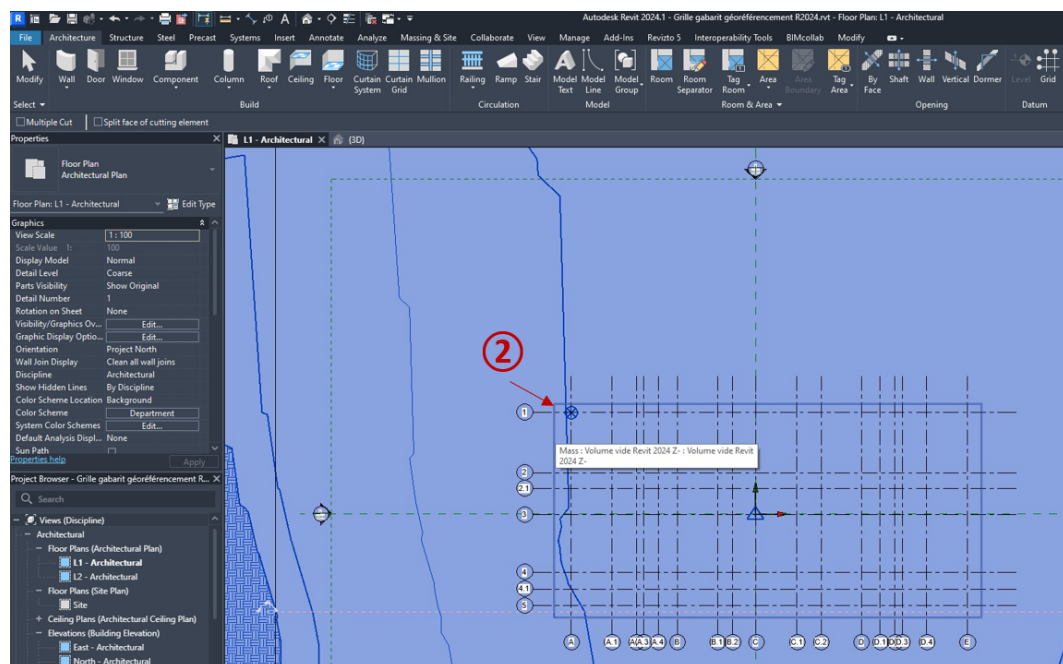 Autodesk Revit 2024.1 - Grille gabarit géoréférencement R2024.rvt - Floor Plan: L1 - Architectural
File Architecture Structure Steel Precast Systems Insert Annotate Analyze Massing & Site Collaborate View Manage Add-Ins Revizto 5 Interoperability Tools BIMcollab Modify
Modify Wall Door Window Component Column Roof Ceiling Floor Curtain System Curtain Grid Mullion Railing Ramp Stair Model Text Model Line Model Group Room Room Separator Tag Room Area Area Boundary Tag Area By Face Shaft Wall Vertical Dormer Level Grid
Select Build Circulation Model Room & Area Opening Datum
Multiple Cut Split face of cutting element
Properties X
L1 - Architectural X (3D)
Floor Plan
Architectural Plan
Floor Plan: L1 - Architectural Edit Type
Graphics
View Scale 1 : 100
Scale Value 1: 100
Display Model Normal
Detail Level Coarse
Parts Visibility Show Original
Detail Number 1
Rotation on Sheet None
Visibility/Graphics Ov... Edit...
Graphic Display Optio... Edit...
Orientation Project North
Wall Join Display Clean all wall joins
Discipline Architectural
Show Hidden Lines By Discipline
Color Scheme Location Background
Color Scheme Department
System Color Schemes Edit...
Default Analysis Displ... None
Sun Path
Properties help Apply
Project Browser - Grille gabarit géoréférencement R... X
Search
Views (Discipline)
Architectural
Floor Plans (Architectural Plan)
L1 - Architectural
L2 - Architectural
Floor Plans (Site Plan)
Site
Ceiling Plans (Architectural Ceiling Plan)
Elevations (Building Elevation)
East - Architectural
North - Architectural
2
1
Mass : Volume vide Revit 2024 Z- : Volume vide Revit
2024 Z-
2
2.1
3
4
4.1
5
A A.1 A.3 A.4 B B.1 B.2 C C.1 C.2 D D.1 D.3 D.4 E